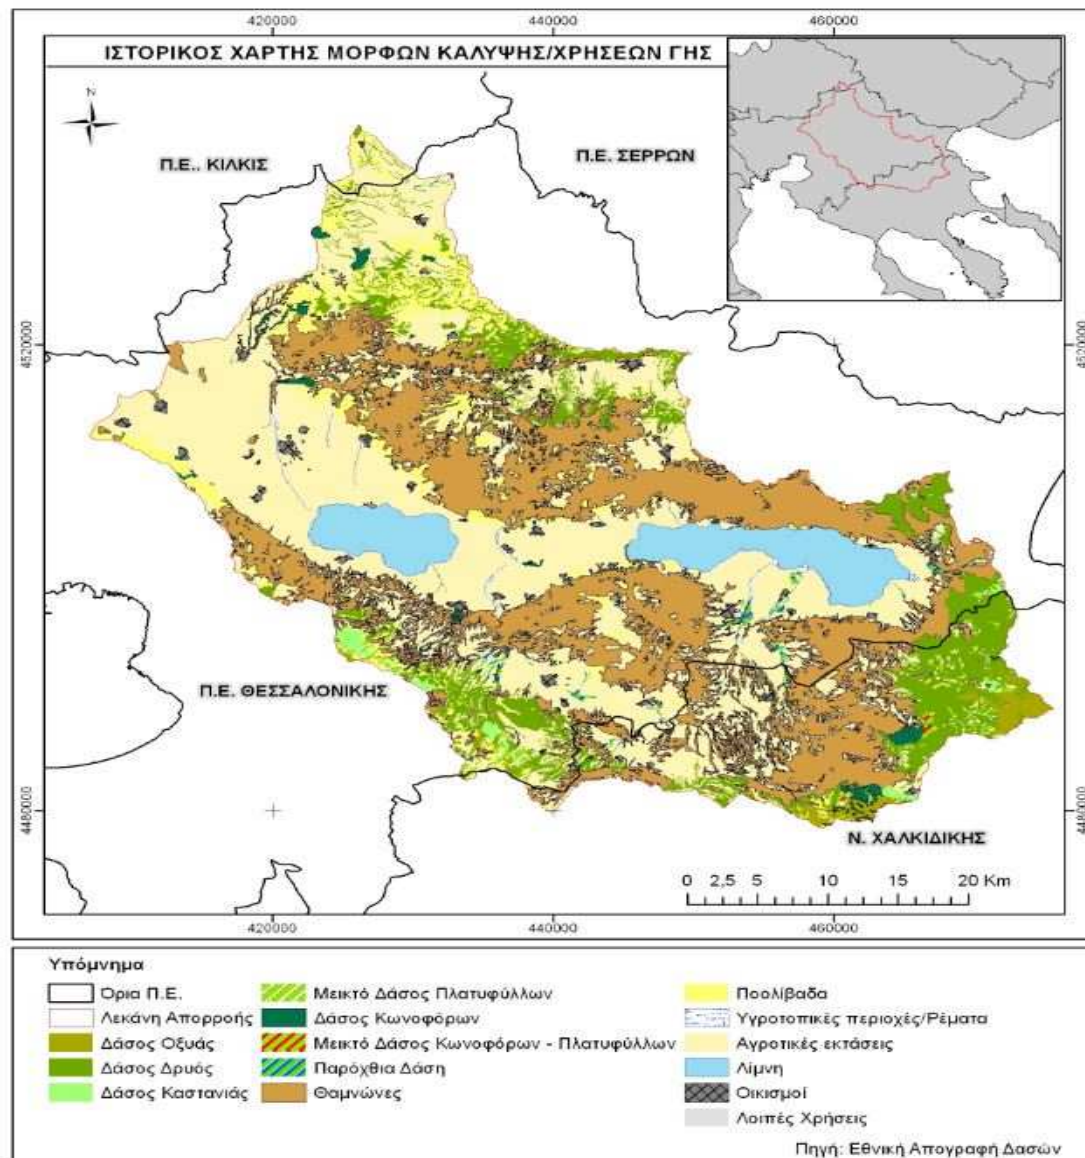 420000 440000 460000
ΙΣΤΟΡΙΚΟΣ ΧΑΡΤΗΣ ΜΟΡΦΩΝ ΚΑΛΥΨΗΣ/ΧΡΗΣΕΩΝ ΓΗΣ
N
Π.Ε.. ΚΙΛΚΙΣ
Π.Ε. ΣΕΡΡΩΝ
4520000 4520000
Π.Ε. ΘΕΣΣΑΛΟΝΙΚΗΣ
4480000 4480000
Ν. ΧΑΛΚΙΔΙΚΗΣ
0 2,5 5 10 15 20 Km
420000 440000 460000
Υπόμνημα
Όρια Π.Ε.
Λεκάνη Απορροής
Δάσος Οξυάς
Δάσος Δρυός
Δάσος Καστανιάς
Μεικτό Δάσος Πλατυφύλλων
Δάσος Κωνοφόρων
Μεικτό Δάσος Κωνοφόρων - Πλατυφύλλων
Παρόχθια Δάση
Θαμνώνες
Ποολίβαδα
Υγροτοπικές περιοχές/Ρέματα
Αγροτικές εκτάσεις
Λίμνη
Οικισμοί
Λοιπές Χρήσεις
Πηγή: Εθνική Απογραφή Δασών